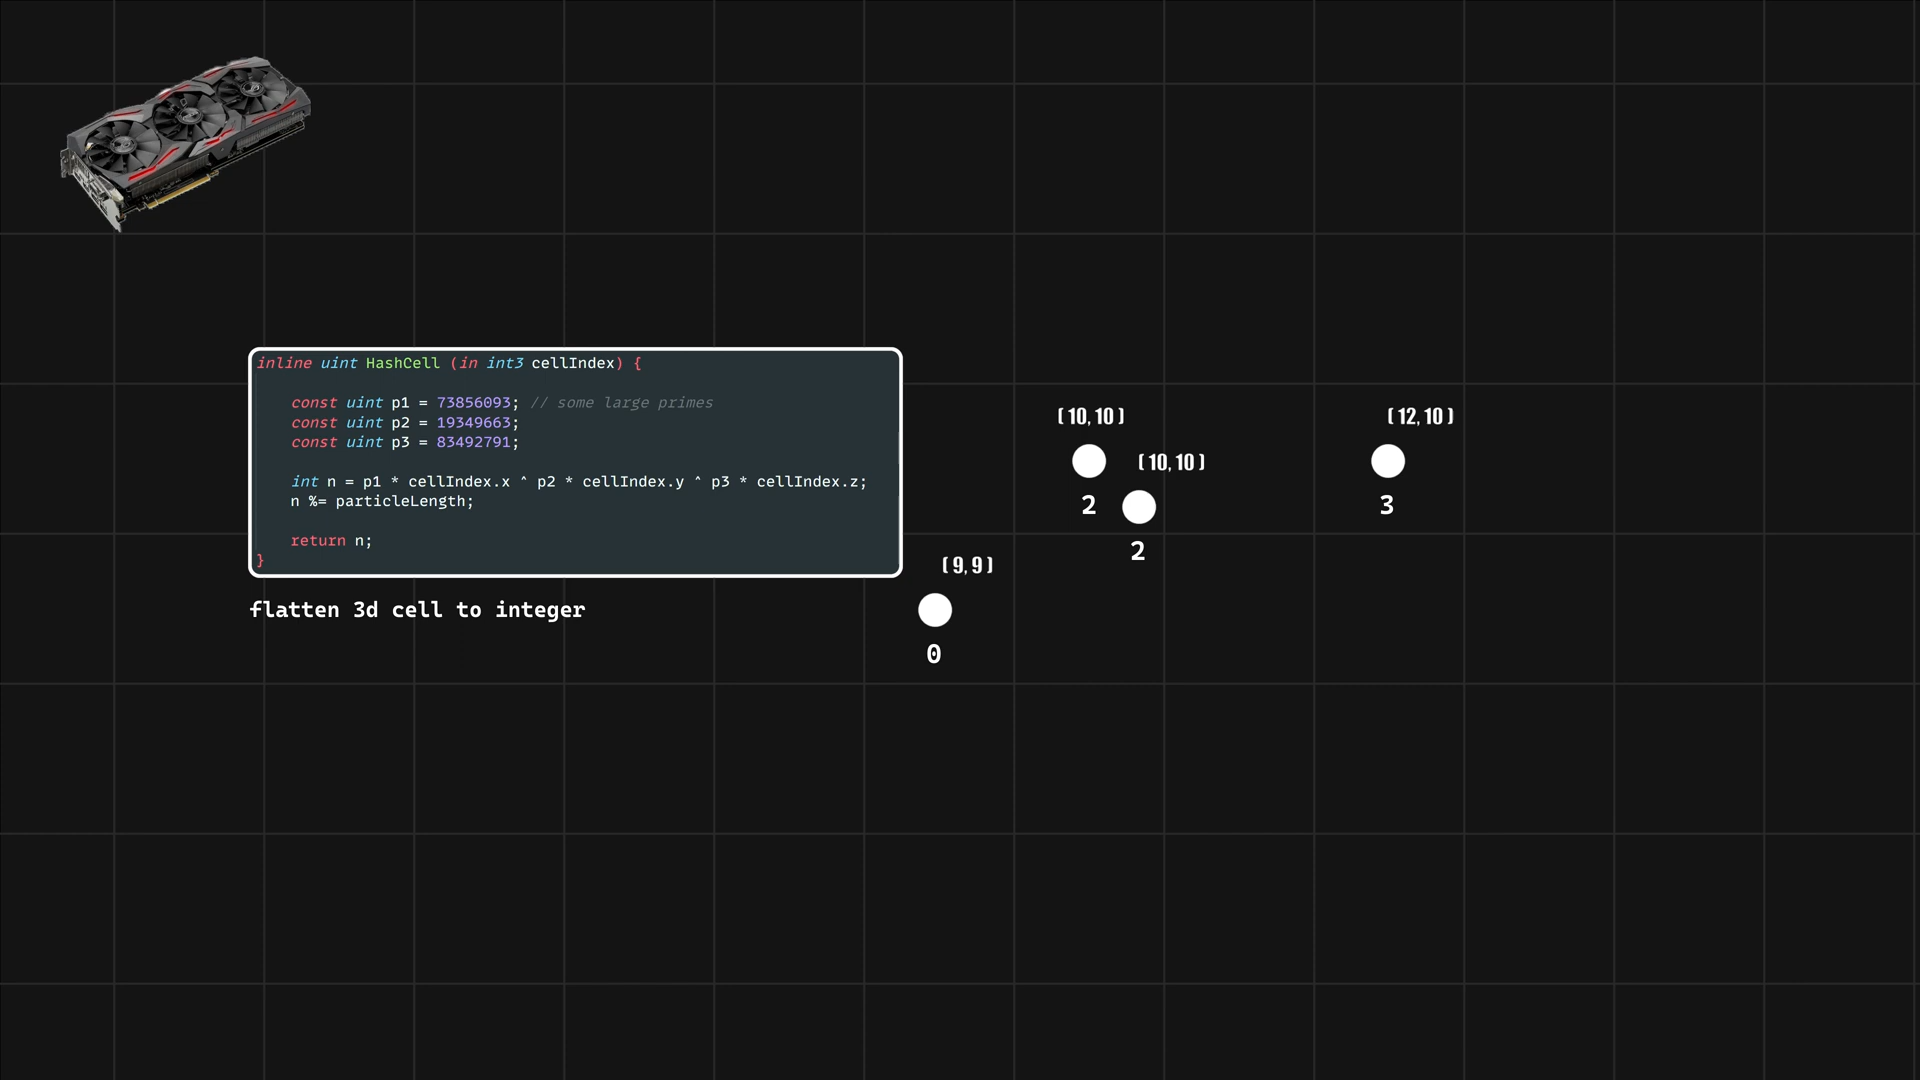 inline uint HashCell (in int3 cellIndex) {
const uint p1 = 73856093; // some large primes
const uint p2 = 19349663;
const uint p3 = 83492791;
int n = p1 * cellIndex.x ^ p2 * cellIndex.y ^ p3 * cellIndex.z;
n %= particleLength;
return n;
}
flatten 3d cell to integer
(10,10)
2
(10,10)
2
(12,10)
3
(9,9)
0